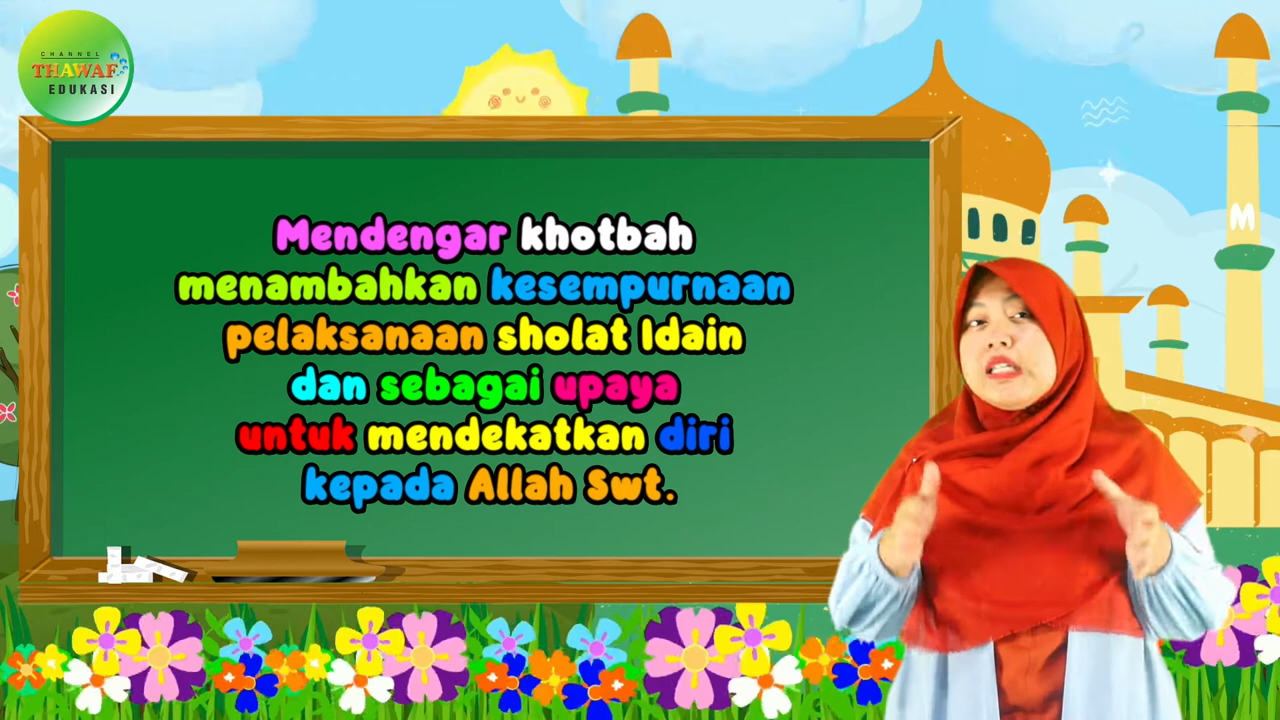 CHANNEL
THAWAF
EDUKASI
Mendengar khotbah
menambahkan kesempurnaan
pelaksanaan sholat Idain
dan sebagai upaya
untuk mendekatkan diri
kepada Allah Swt.
M